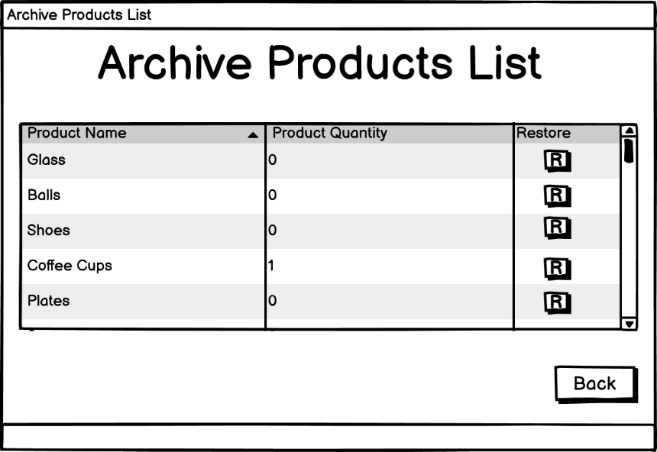 Archive Products List
Archive Products List
Product Name Product Quantity Restore
Glass 0 R
Balls 0 R
Shoes 0 R
Coffee Cups 1 R
Plates 0 R
Back